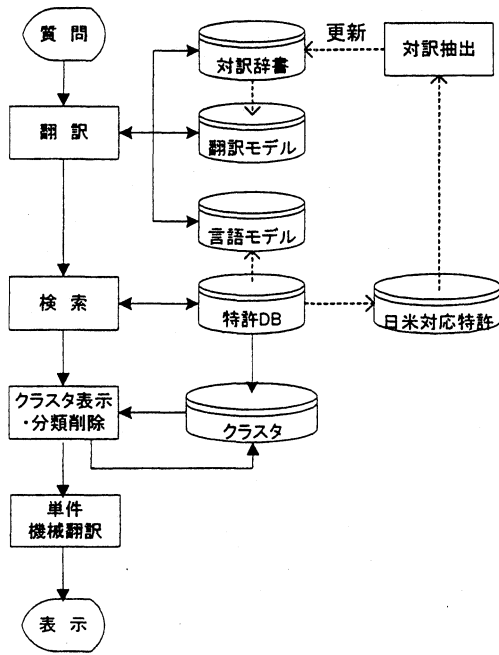 質問
更新
対訳抽出
対訳辞書
翻訳
翻訳モデル
言語モデル
検索
特許DB
日米対応特許
クラスタ表示
・分類削除
クラスタ
単件
機械翻訳
表示